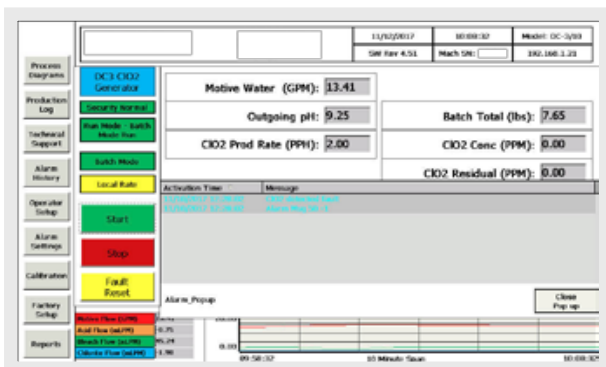 11/02/2017 10:08:32 Model: DC-3/10
SW Rev 4.51 Mach SN: 192.168.1.21
Process
Diagrams
Production
Log
Technical
Support
Alarm
History
Operator
Setup
Alarm
Settings
Calibration
Factory
Setup
Reports
DC3 ClO2
Generator
Security Normal
Run Mode - Batch
Mode Run
Batch Mode
Local Rate
Start
Stop
Fault
Reset
Motive Water (GPM): 13.41
Outgoing pH: 9.25
ClO2 Prod Rate (PPH): 2.00
Batch Total (lbs): 7.65
ClO2 Conc (PPM): 0.00
ClO2 Residual (PPM): 0.00
Activation Time Message
Alarm_Popup
Close
Pop up
Motive Flow (GPM)
Acid Flow (mLPM) -0.75
Bleach Flow (mLPM)
Chlorite Flow (mLPM)
0.00
09:58:32 10 Minute Span 10:08:32